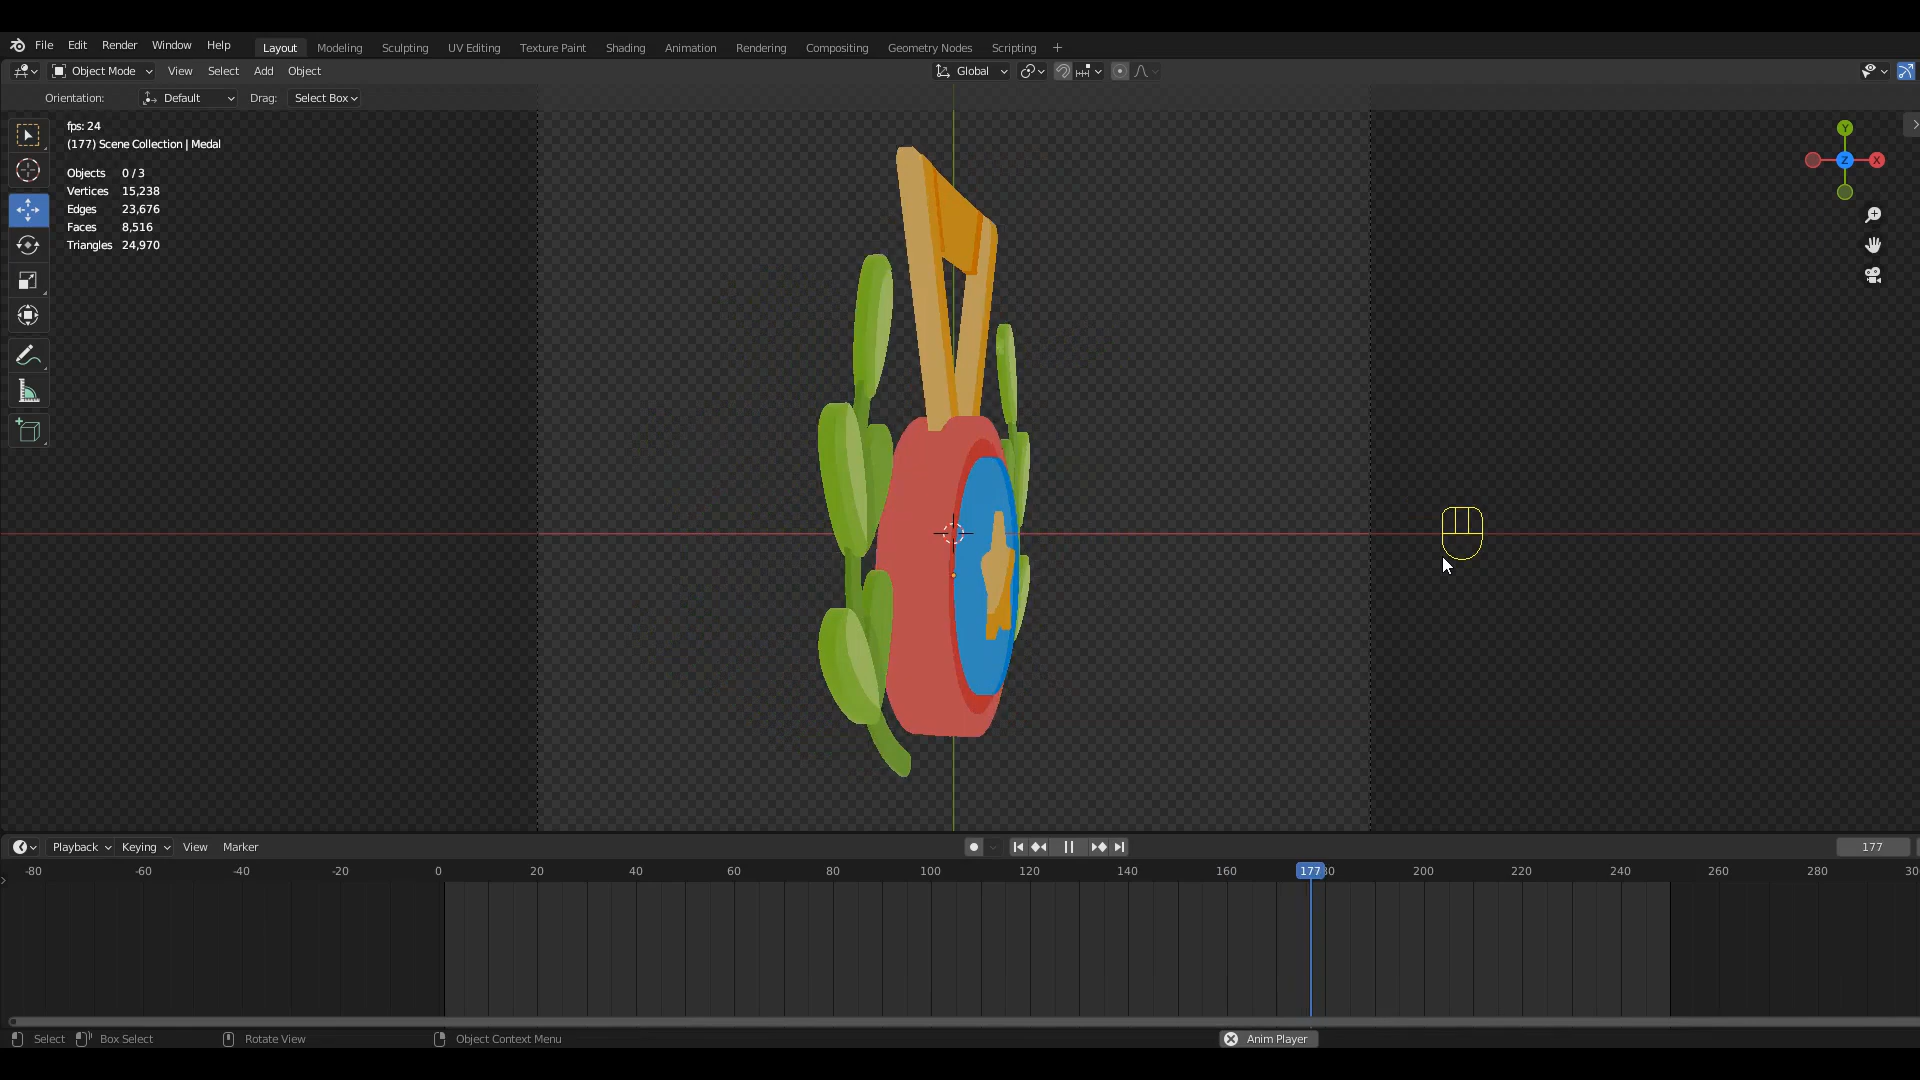 File Edit Render Window Help Layout Modeling Sculpting UV Editing Texture Paint Shading Animation Rendering Compositing Geometry Nodes Scripting +
Object Mode View Select Add Object Global
Orientation: Default Drag: Select Box
fps: 24
(177) Scene Collection | Medal
Objects 0 / 3
Vertices 15,238
Edges 23,676
Faces 8,516
Triangles 24,970
Y
Z
X
Playback Keying View Marker 177
-80 -60 -40 -20 0 20 40 60 80 100 120 140 160 177 200 220 240 260 280
Select Box Select Rotate View Object Context Menu Anim Player